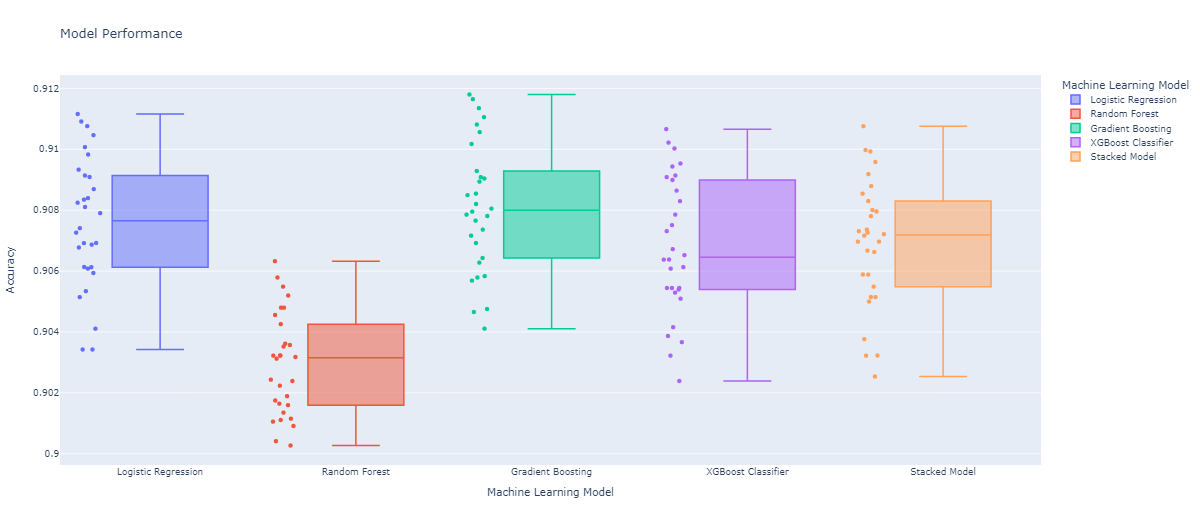 Model Performance
0.912
0.91
0.908
0.906
0.904
0.902
0.9
Accuracy
Logistic Regression
Random Forest
Gradient Boosting
XGBoost Classifier
Stacked Model
Machine Learning Model
Machine Learning Model
Logistic Regression
Random Forest
Gradient Boosting
XGBoost Classifier
Stacked Model